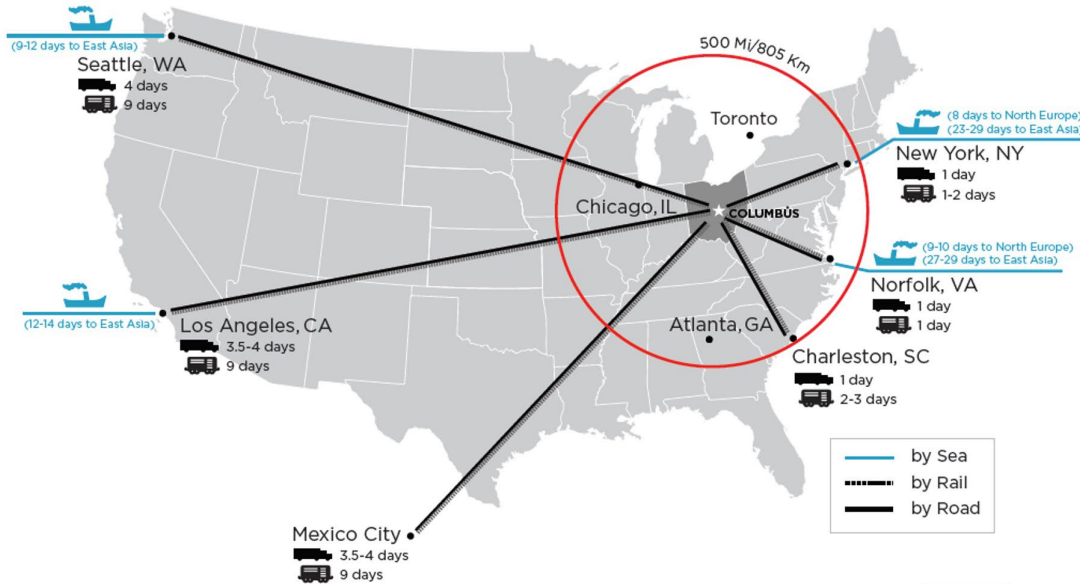 500 Mi/805 Km
(9-12 days to East Asia)
Seattle, WA
4 days
9 days
Toronto
(8 days to North Europe)
(23-29 days to East Asia)
New York, NY
1 day
1-2 days
Chicago, IL
COLUMBUS
(9-10 days to North Europe)
(27-29 days to East Asia)
Norfolk, VA
1 day
1 day
(12-14 days to East Asia)
Los Angeles, CA
3.5-4 days
9 days
Atlanta, GA
Charleston, SC
1 day
2-3 days
by Sea
by Rail
by Road
Mexico City
3.5-4 days
9 days